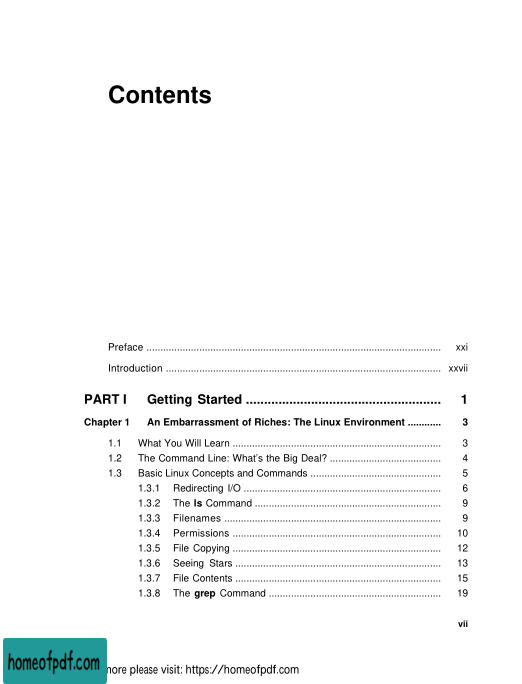 Contents
Preface .......................................................................................................... xxi
Introduction ................................................................................................... xxvii
PART I Getting Started ...................................................... 1
Chapter 1 An Embarrassment of Riches: The Linux Environment ............ 3
1.1 What You Will Learn ........................................................................... 3
1.2 The Command Line: What's the Big Deal? ........................................ 4
1.3 Basic Linux Concepts and Commands ............................................... 5
1.3.1 Redirecting I/O ....................................................................... 6
1.3.2 The ls Command ................................................................... 9
1.3.3 Filenames .............................................................................. 9
1.3.4 Permissions ........................................................................... 10
1.3.5 File Copying ........................................................................... 12
1.3.6 Seeing Stars .......................................................................... 13
1.3.7 File Contents .......................................................................... 15
1.3.8 The grep Command .............................................................. 19
vii
homeofpdf.com
more please visit: https://homeofpdf.com